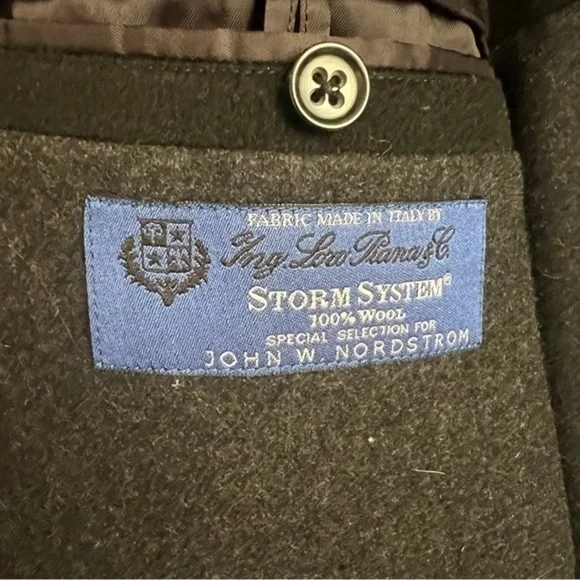 FABRIC MADE IN ITALY BY
Ing. Loro Piana & C.
STORM SYSTEM®
100% WOOL
SPECIAL SELECTION FOR
JOHN W. NORDSTROM